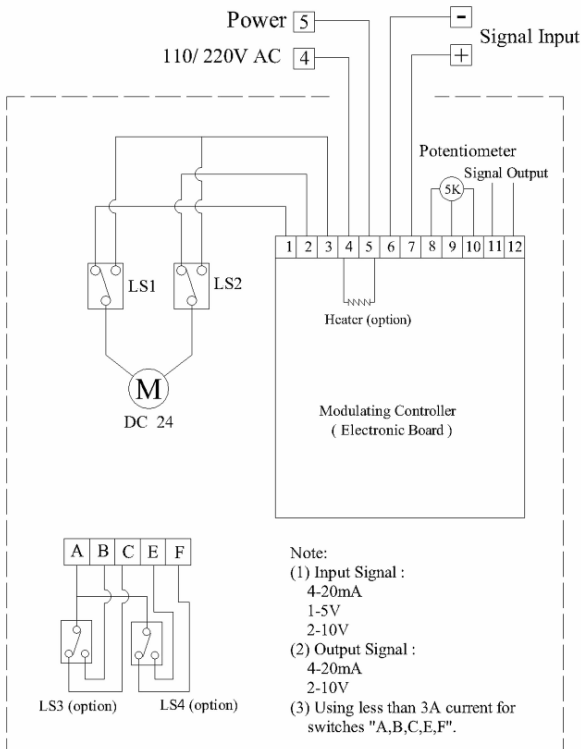 Power 5
110/ 220V AC 4
-
Signal Input
+
Potentiometer
Signal Output
5K
1 2 3 4 5 6 7 8 9 10 11 12
LS1
LS2
Heater (option)
M
DC 24
Modulating Controller
( Electronic Board )
A B C E F
LS3 (option)
LS4 (option)
Note:
(1) Input Signal :
4-20mA
1-5V
2-10V
(2) Output Signal :
4-20mA
2-10V
(3) Using less than 3A current for
switches "A,B,C,E,F".